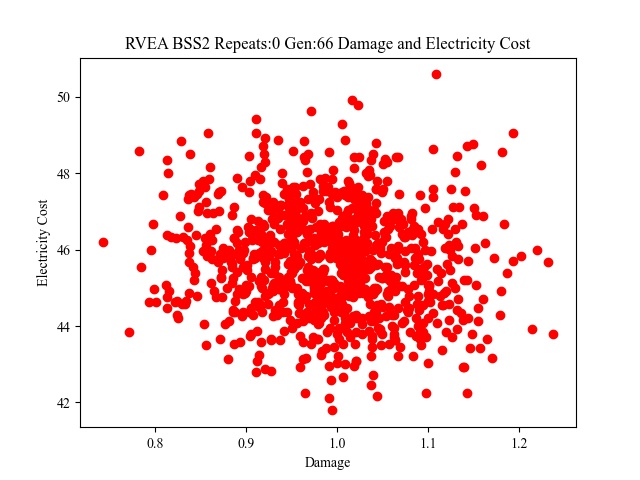 RVEA BSS2 Repeats:0 Gen:66 Damage and Electricity Cost
50
48
46
44
42
Electricity Cost
0.8 0.9 1.0 1.1 1.2
Damage